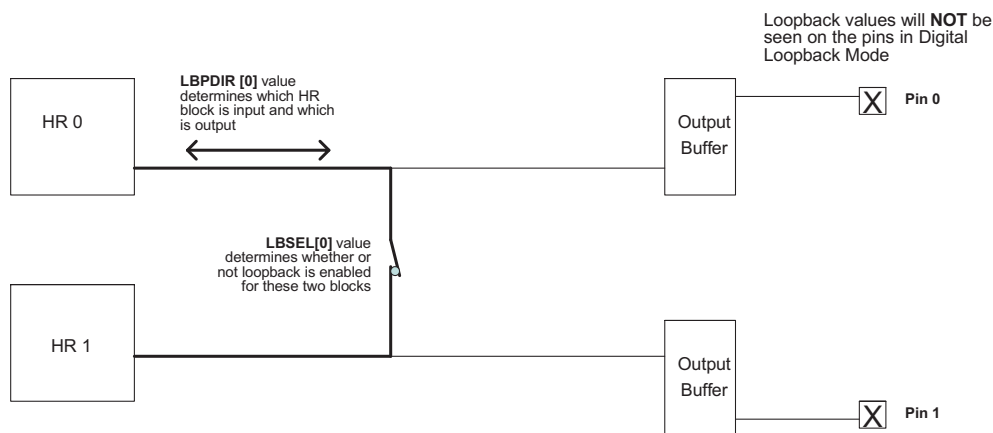 Loopback values will NOT be
seen on the pins in Digital
Loopback Mode
LBPDIR [0] value
determines which HR
block is input and which
is output
HR 0
Output
Buffer
X
Pin 0
LBSEL[0] value
determines whether or
not loopback is enabled
for these two blocks
HR 1
Output
Buffer
X
Pin 1